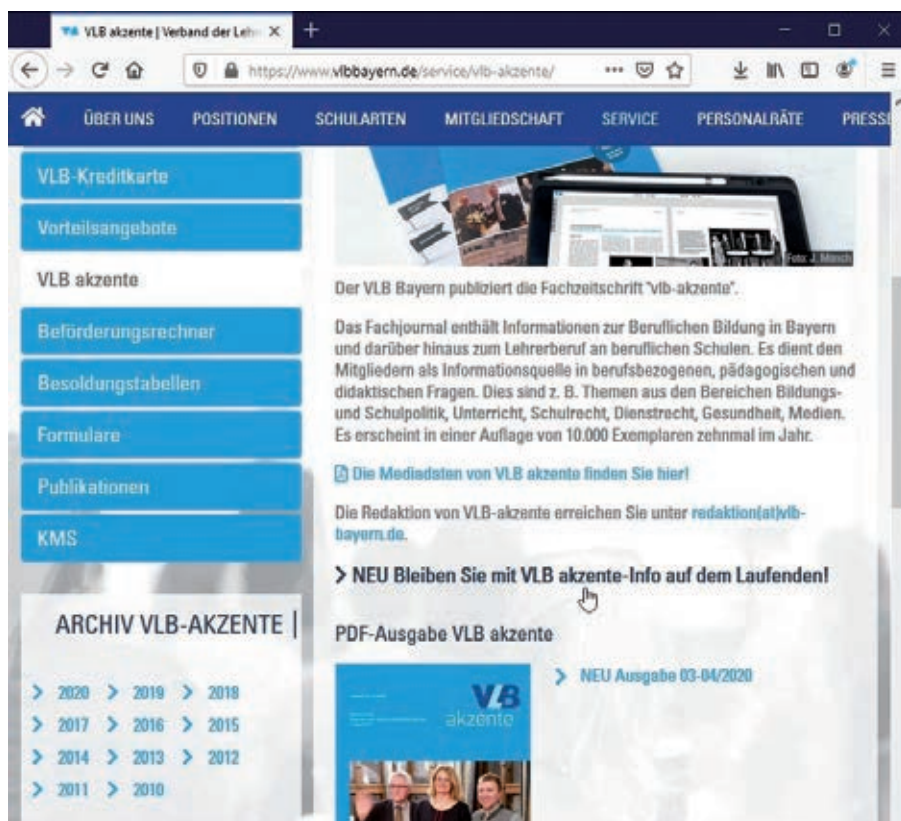 VLB akzente | Verband der Leh
https://www.vlbbayern.de/service/vlb-akzente/
ÜBER UNS POSITIONEN SCHULARTEN MITGLIEDSCHAFT SERVICE PERSONALRÄTE PRESSE
VLB-Kreditkarte
Vorteilsangebote
VLB akzente
Beförderungsrechner
Besoldungstabellen
Formulare
Publikationen
KMS
ARCHIV VLB-AKZENTE |
> 2020 > 2019 > 2018
> 2017 > 2016 > 2015
> 2014 > 2013 > 2012
> 2011 > 2010
Foto: J. Münch
Der VLB Bayern publiziert die Fachzeitschrift "vlb-akzente".
Das Fachjournal enthält Informationen zur Beruflichen Bildung in Bayern
und darüber hinaus zum Lehrerberuf an beruflichen Schulen. Es dient den
Mitgliedern als Informationsquelle in berufsbezogenen, pädagogischen und
didaktischen Fragen. Dies sind z. B. Themen aus den Bereichen Bildungs-
und Schulpolitik, Unterricht, Schulrecht, Dienstrecht, Gesundheit, Medien.
Es erscheint in einer Auflage von 10.000 Exemplaren zehnmal im Jahr.
Die Mediadaten von VLB akzente finden Sie hier!
Die Redaktion von VLB-akzente erreichen Sie unter redaktion(at)vlb-
bayern.de.
> NEU Bleiben Sie mit VLB akzente-Info auf dem Laufenden!
PDF-Ausgabe VLB akzente
VLB
akzente
> NEU Ausgabe 03-04/2020